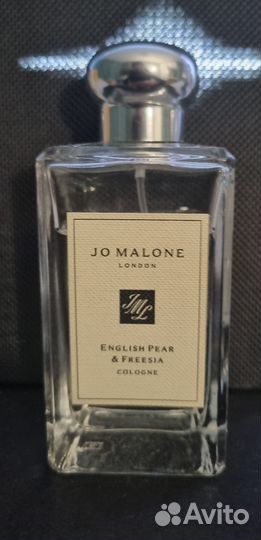 JO MALONE
LONDON
JML
ENGLISH PEAR
& FREESIA
COLOGNE
Avito